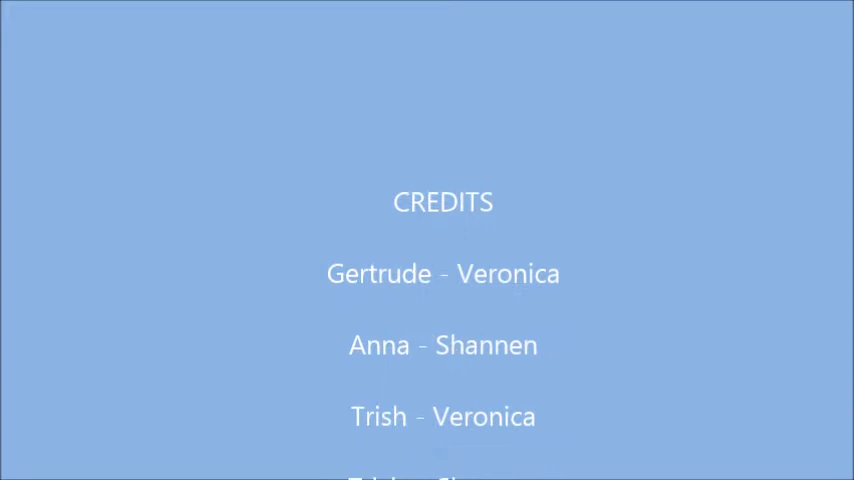 CREDITS
Gertrude - Veronica
Anna - Shannen
Trish - Veronica